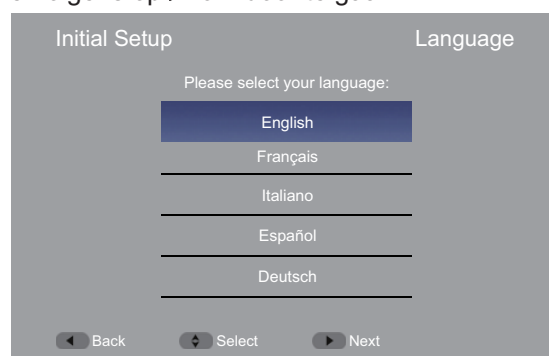 Initial Setup Language
Please select your language:
English
Français
Italiano
Español
Deutsch
Back Select Next